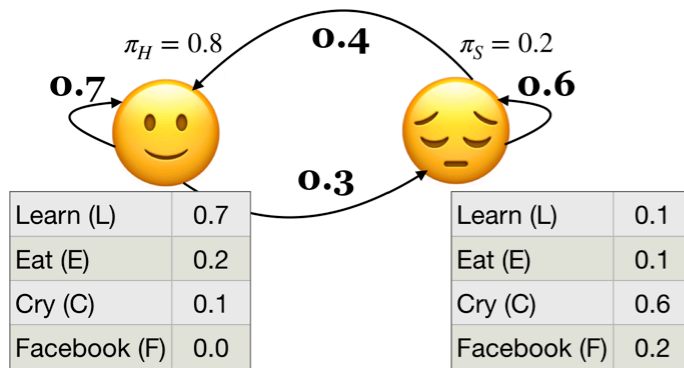 0.4
π_H = 0.8
π_S = 0.2
0.7
0.6
0.3
Learn (L) 0.7
Eat (E) 0.2
Cry (C) 0.1
Facebook (F) 0.0
Learn (L) 0.1
Eat (E) 0.1
Cry (C) 0.6
Facebook (F) 0.2